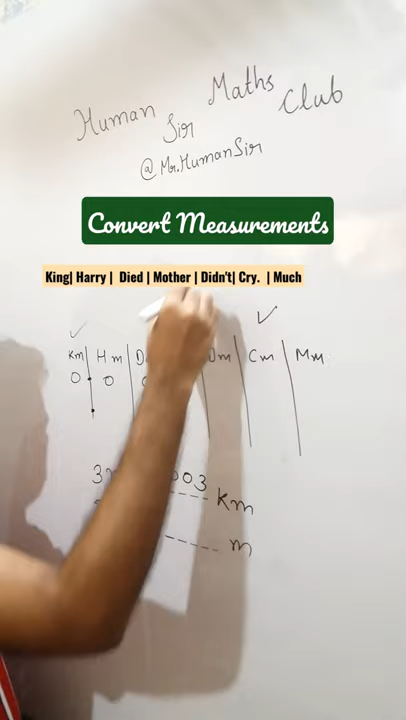 Human Sir Maths Club
@Mr.HumanSir
Convert Measurements
King| Harry | Died | Mother | Didn't| Cry. | Much
Km | Hm | D m | Cm | Mm
0 . 0
3 003 km
m